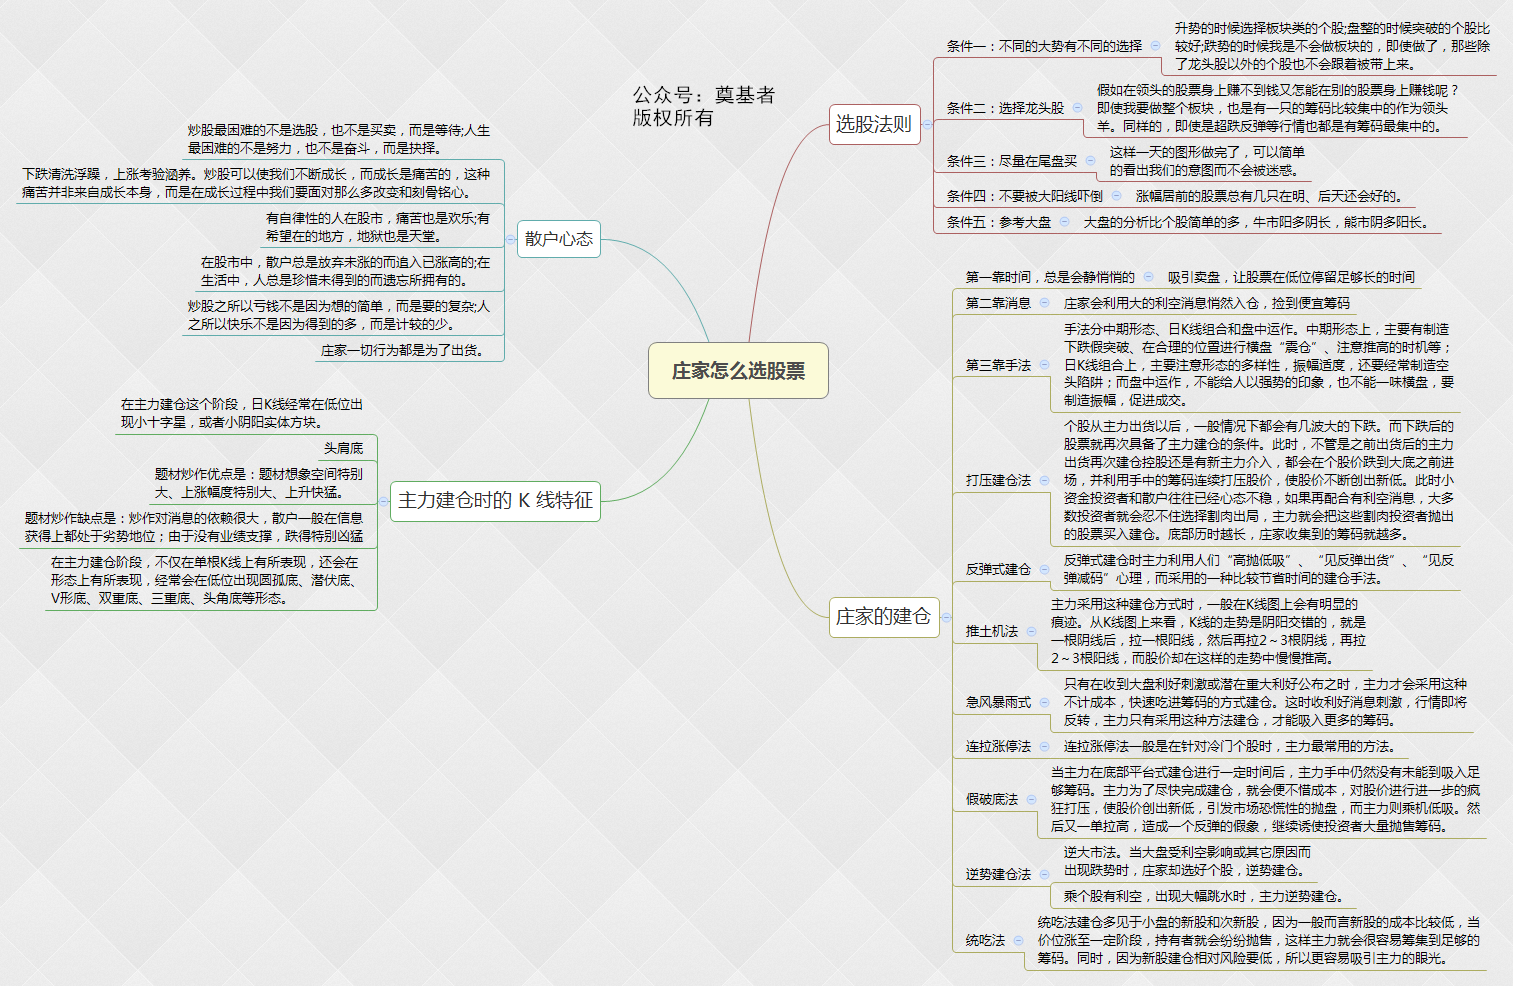 公众号：奠基者
版权所有
庄家怎么选股票
选股法则
条件一：不同的大势有不同的选择
升势的时候选择板块类的个股;盘整的时候突破的个股比
较好;跌势的时候我是不会做板块的，即使做了，那些除
了龙头股以外的个股也不会跟着被带上来。
条件二：选择龙头股
假如在领头的股票身上赚不到钱又怎能在别的股票身上赚钱呢？
即使我要做整个板块，也是有一只的筹码比较集中的作为领头
羊。同样的，即使是超跌反弹等行情也都是有筹码最集中的。
条件三：尽量在尾盘买
这样一天的图形做完了，可以简单
的看出我们的意图而不会被迷惑。
条件四：不要被大阳线吓倒
涨幅居前的股票总有几只在明、后天还会好的。
条件五：参考大盘
大盘的分析比个股简单的多，牛市阳多阴长，熊市阴多阳长。
庄家的建仓
第一靠时间，总是会静悄悄的
吸引卖盘，让股票在低位停留足够长的时间
第二靠消息
庄家会利用大的利空消息悄然入仓，捡到便宜筹码
第三靠手法
手法分中期形态、日K线组合和盘中运作。中期形态上，主要有制造
下跌假突破、在合理的位置进行横盘“震仓”、注意推高的时机等；
日K线组合上，主要注意形态的多样性，振幅适度，还要经常制造空
头陷阱；而盘中运作，不能给人以强势的印象，也不能一味横盘，要
制造振幅，促进成交。
打压建仓法
个股从主力出货以后，一般情况下都会有几波大的下跌。而下跌后的
股票就再次具备了主力建仓的条件。此时，不管是之前出货后的主力
出货再次建仓控股还是有新主力介入，都会在个股价跌到大底之前进
场，并利用手中的筹码连续打压股价，使股价不断创出新低。此时小
资金投资者和散户往往已经心态不稳，如果再配合有利空消息，大多
数投资者就会忍不住选择割肉出局，主力就会把这些割肉投资者抛出
的股票买入建仓。底部历时越长，庄家收集到的筹码就越多。
反弹式建仓
反弹式建仓时主力利用人们“高抛低吸”、“见反弹出货”、“见反
弹减码”心理，而采用的一种比较节省时间的建仓手法。
推土机法
主力采用这种建仓方式时，一般在K线图上会有明显的
痕迹。从K线图上来看，K线的走势是阴阳交错的，就是
一根阴线后，拉一根阳线，然后再拉2～3根阴线，再拉
2～3根阳线，而股价却在这样的走势中慢慢推高。
急风暴雨式
只有在收到大盘利好刺激或潜在重大利好公布之时，主力才会采用这种
不计成本，快速吃进筹码的方式建仓。这时收利好消息刺激，行情即将
反转，主力只有采用这种方法建仓，才能吸入更多的筹码。
连拉涨停法
连拉涨停法一般是在针对冷门个股时，主力最常用的方法。
假破底法
当主力在底部平台式建仓进行一定时间后，主力手中仍然没有未能到吸入足
够筹码。主力为了尽快完成建仓，就会便不惜成本，对股价进行进一步的疯
狂打压，使股价创出新低，引发市场恐慌性的抛盘，而主力则乘机低吸。然
后又一单拉高，造成一个反弹的假象，继续诱使投资者大量抛售筹码。
逆势建仓法
逆大市法。当大盘受利空影响或其它原因而
出现跌势时，庄家却选好个股，逆势建仓。
乘个股有利空，出现大幅跳水时，主力逆势建仓。
统吃法
统吃法建仓多见于小盘的新股和次新股，因为一般而言新股的成本比较低，当
价位涨至一定阶段，持有者就会纷纷抛售，这样主力就会很容易筹集到足够的
筹码。同时，因为新股建仓相对风险要低，所以更容易吸引主力的眼光。
散户心态
炒股最困难的不是选股，也不是买卖，而是等待;人生
最困难的不是努力，也不是奋斗，而是抉择。
下跌清洗浮躁，上涨考验涵养。炒股可以使我们不断成长，而成长是痛苦的，这种
痛苦并非来自成长本身，而是在成长过程中我们要面对那么多改变和刻骨铭心。
有自律性的人在股市，痛苦也是欢乐;有
希望在的地方，地狱也是天堂。
在股市中，散户总是放弃未涨的而追入已涨高的;在
生活中，人总是珍惜未得到的而遗忘所拥有的。
炒股之所以亏钱不是因为想的简单，而是要的复杂;人
之所以快乐不是因为得到的多，而是计较的少。
庄家一切行为都是为了出货。
主力建仓时的 K 线特征
在主力建仓这个阶段，日K线经常在低位出
现小十字星，或者小阴阳实体方块。
头肩底
题材炒作优点是：题材想象空间特别
大、上涨幅度特别大、上升快猛。
题材炒作缺点是：炒作对消息的依赖很大，散户一般在信息
获得上都处于劣势地位；由于没有业绩支撑，跌得特别凶猛
在主力建仓阶段，不仅在单根K线上有所表现，还会在
形态上有所表现，经常会在低位出现圆孤底、潜伏底、
V形底、双重底、三重底、头角底等形态。